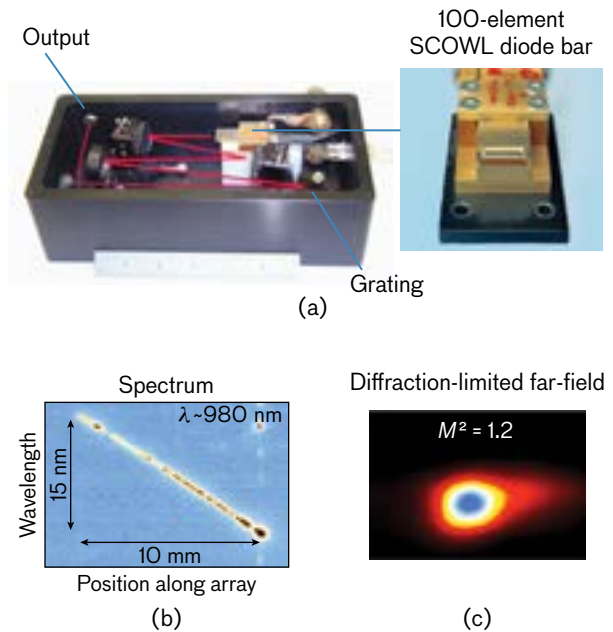 Output
100-element
SCOWL diode bar
Grating
(a)
Spectrum
λ~980 nm
Wavelength
15 nm
10 mm
Position along array
(b)
Diffraction-limited far-field
M² = 1.2
(c)